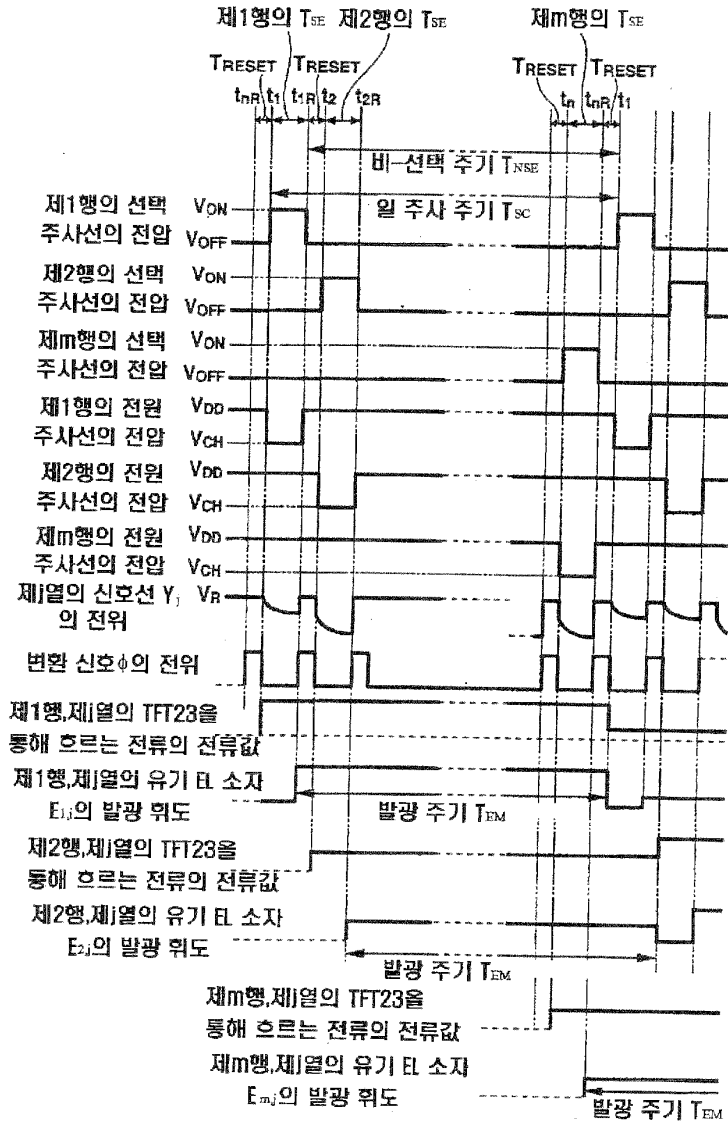 제1행의 TSE 제2행의 TSE 제m행의 TSE
TRESET TRESET TRESET TRESET
tnR t1 t1R t2 t2R tn tnR t1
비-선택 주기 TNSE
일 주사 주기 TSC
제1행의 선택 VON
주사선의 전압 VOFF
제2행의 선택 VON
주사선의 전압 VOFF
제m행의 선택 VON
주사선의 전압 VOFF
제1행의 전원 VDD
주사선의 전압 VCH
제2행의 전원 VDD
주사선의 전압 VCH
제m행의 전원 VDD
주사선의 전압 VCH
제j열의 신호선 Yj VR
의 전위
변환 신호ϕ의 전위
제1행,제j열의 TFT23을
통해 흐르는 전류의 전류값
제1행,제j열의 유기 EL 소자
E1,j의 발광 휘도
발광 주기 TEM
제2행,제j열의 TFT23을
통해 흐르는 전류의 전류값
제2행,제j열의 유기 EL 소자
E2,j의 발광 휘도
발광 주기 TEM
제m행,제j열의 TFT23을
통해 흐르는 전류의 전류값
제m행,제j열의 유기 EL 소자
Em,j의 발광 휘도
발광 주기 TEM